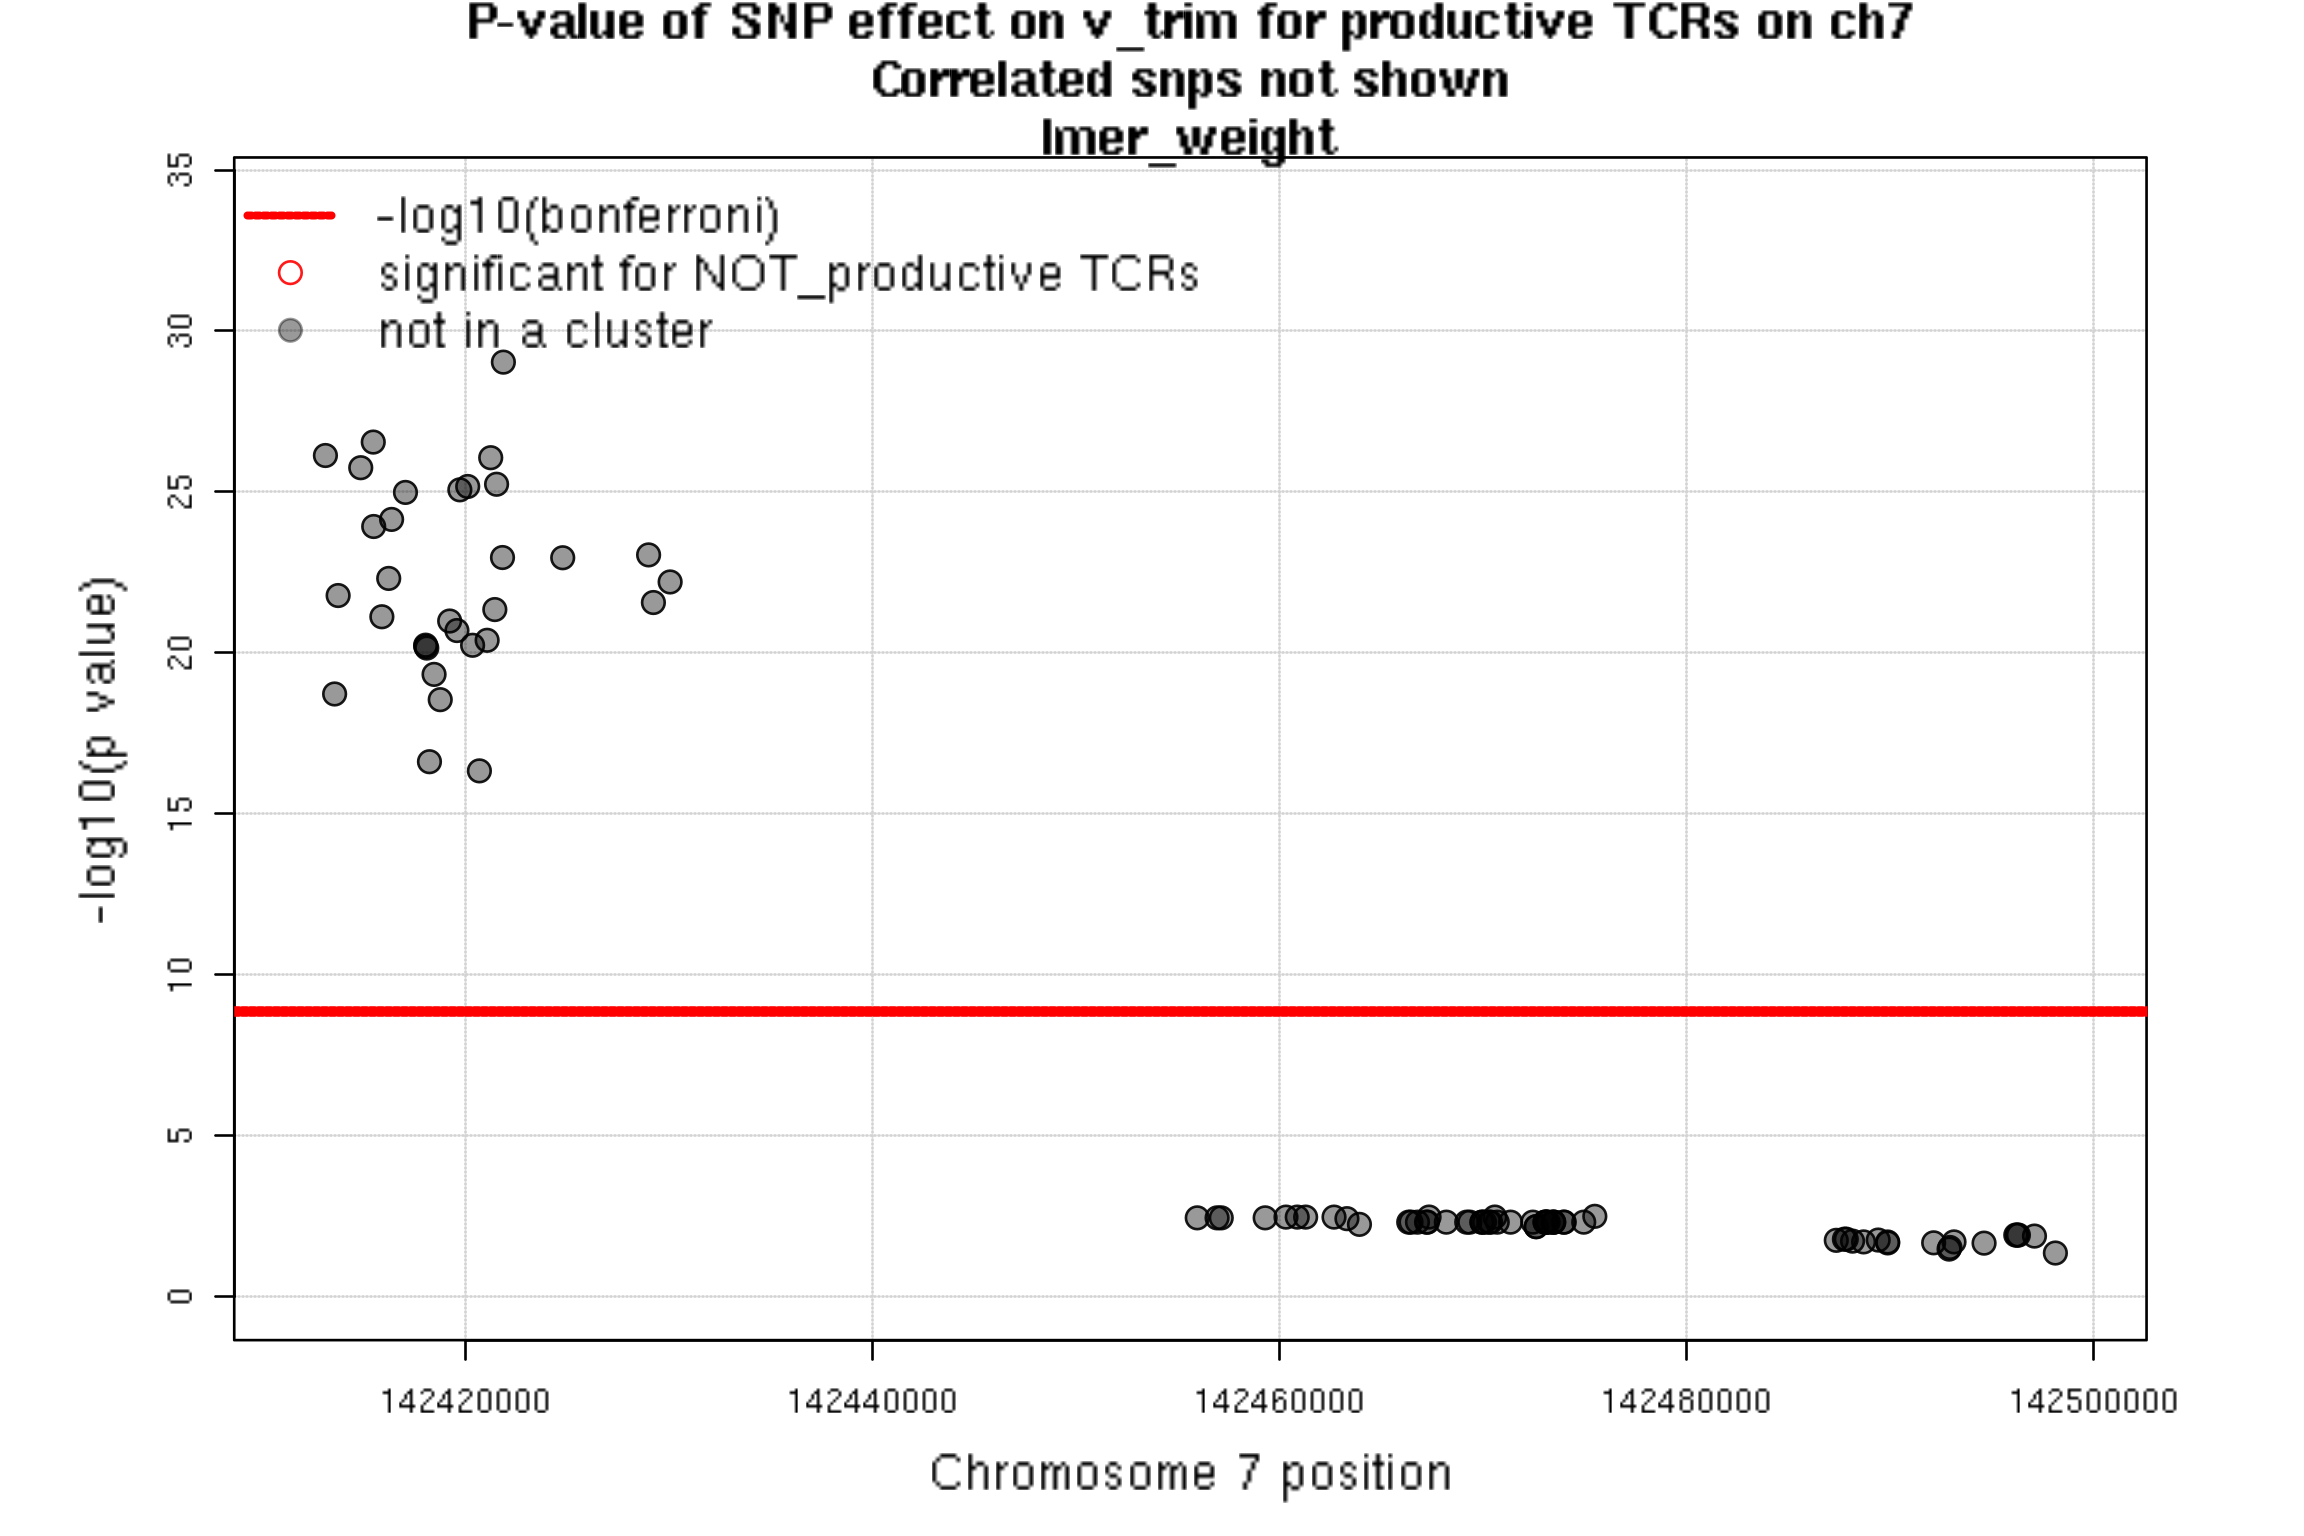 P-value of SNP effect on v_trim for productive TCRs on ch7
Correlated snps not shown
lmer_weight
-log10(bonferroni)
significant for NOT_productive TCRs
not in a cluster
35
30
25
20
15
10
5
0
-log10(p value)
142420000 142440000 142460000 142480000 142500000
Chromosome 7 position